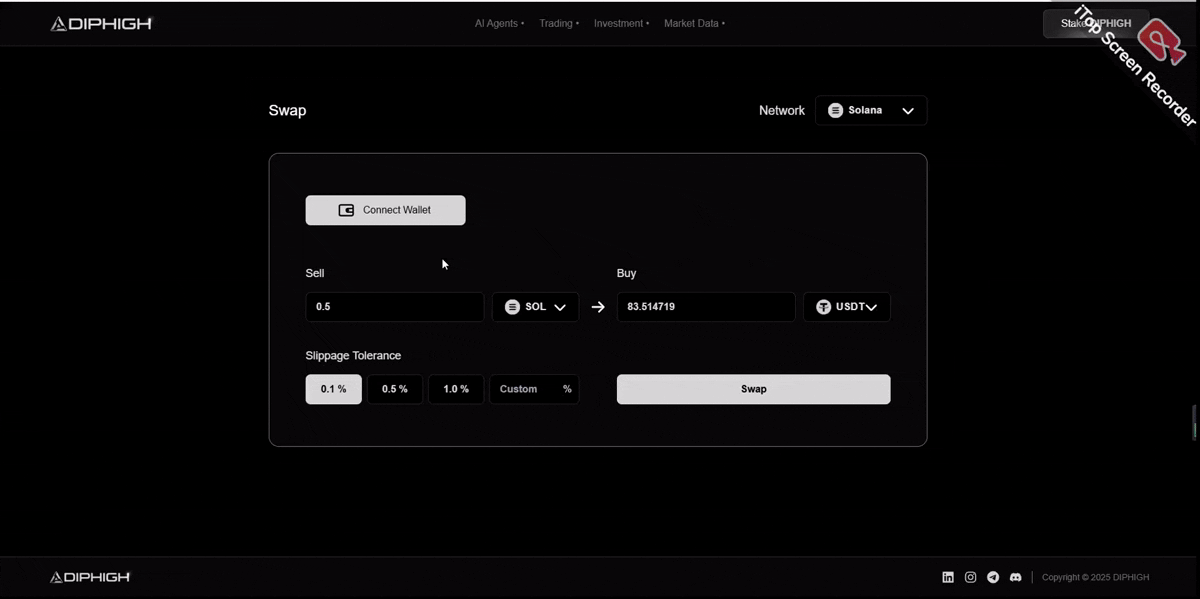 DIPHIGH
AI Agents • Trading • Investment • Market Data •
Stake DIPHIGH
iTop Screen Recorder
Swap
Network
Solana
Connect Wallet
Sell
Buy
0.5
SOL
83.514719
USDT
Slippage Tolerance
0.1 %
0.5 %
1.0 %
Custom %
Swap
DIPHIGH
Copyright © 2025 DIPHIGH